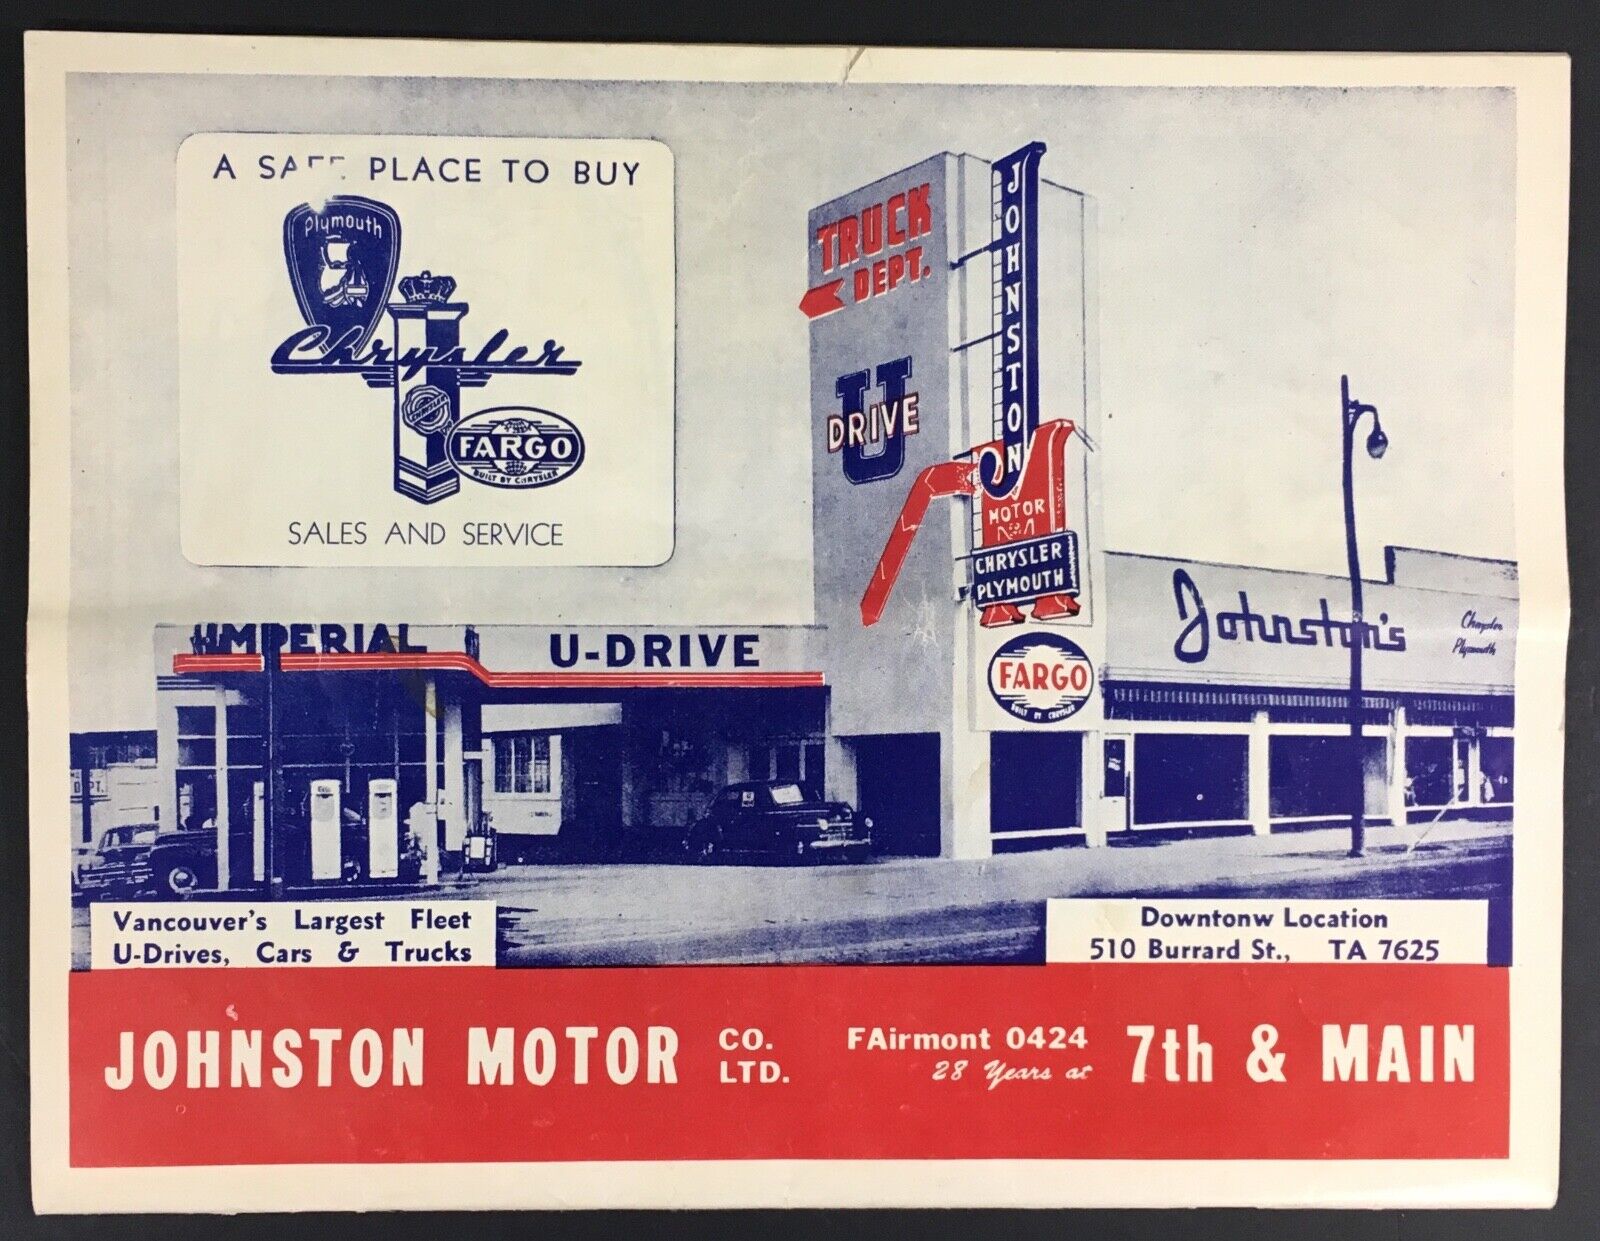 A SAFE PLACE TO BUY
Plymouth
Chrysler
CHRYSLER
FARGO
BUILT BY CHRYSLER
SALES AND SERVICE
TRUCK
DEPT.
U
DRIVE
JOHNSTON
MOTOR
CHRYSLER
PLYMOUTH
FARGO
BUILT BY CHRYSLER
Johnston's
Chrysler
Plymouth
IMPERIAL
U-DRIVE
Vancouver's Largest Fleet
U-Drives, Cars & Trucks
Downtonw Location
510 Burrard St., TA 7625
JOHNSTON MOTOR CO. LTD.
FAirmont 0424
28 Years at
7th & MAIN